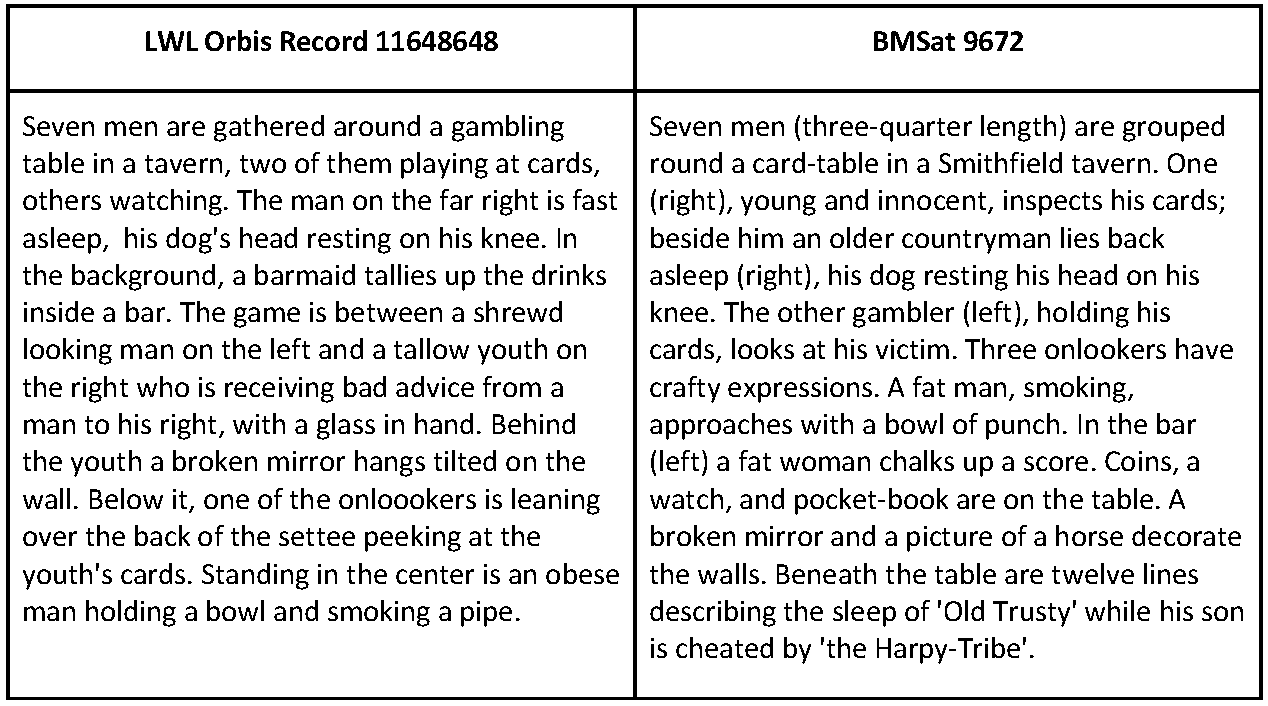 LWL Orbis Record 11648648
BMSat 9672
Seven men are gathered around a gambling
table in a tavern, two of them playing at cards,
others watching. The man on the far right is fast
asleep,  his dog's head resting on his knee. In
the background, a barmaid tallies up the drinks
inside a bar. The game is between a shrewd
looking man on the left and a tallow youth on
the right who is receiving bad advice from a
man to his right, with a glass in hand. Behind
the youth a broken mirror hangs tilted on the
wall. Below it, one of the onloookers is leaning
over the back of the settee peeking at the
youth's cards. Standing in the center is an obese
man holding a bowl and smoking a pipe.
Seven men (three-quarter length) are grouped
round a card-table in a Smithfield tavern. One
(right), young and innocent, inspects his cards;
beside him an older countryman lies back
asleep (right), his dog resting his head on his
knee. The other gambler (left), holding his
cards, looks at his victim. Three onlookers have
crafty expressions. A fat man, smoking,
approaches with a bowl of punch. In the bar
(left) a fat woman chalks up a score. Coins, a
watch, and pocket-book are on the table. A
broken mirror and a picture of a horse decorate
the walls. Beneath the table are twelve lines
describing the sleep of 'Old Trusty' while his son
is cheated by 'the Harpy-Tribe'.